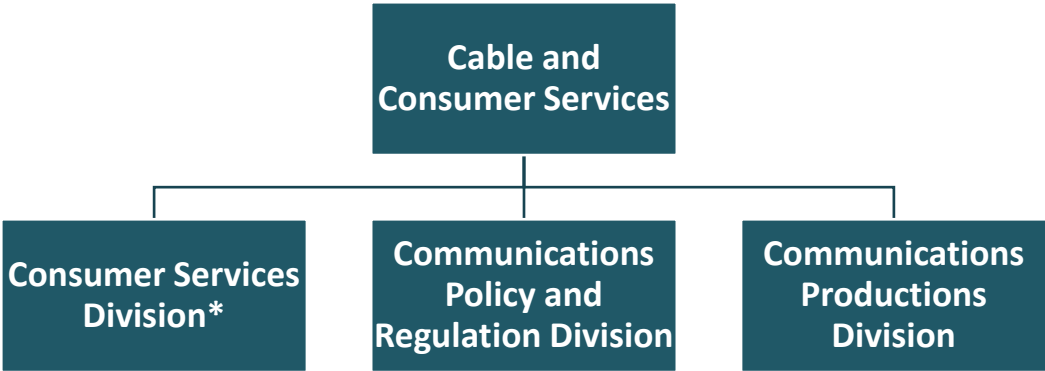 Cable and
Consumer Services
Consumer Services
Division*
Communications
Policy and
Regulation Division
Communications
Productions
Division